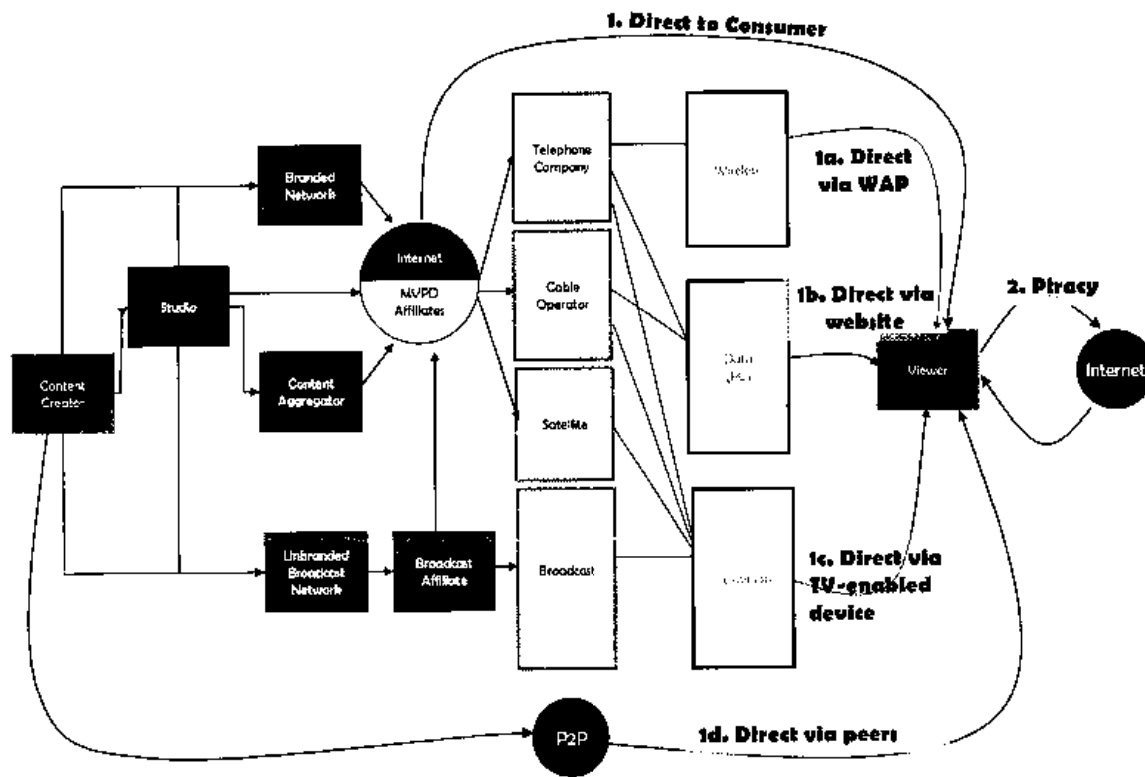 1. Direct to Consumer
Telephone
Company
Wireless
1a. Direct
via WAP
Branded
Network
Internet
MVPD
Affiliates
Studio
Cable
Operator
1b. Direct via
website
2. Piracy
Content
Creator
Content
Aggregator
Satellite
Data
Viewer
Internet
Unbranded
Broadcast
Network
Broadcast
Affiliate
Broadcast
1c. Direct via
TV-enabled
device
P2P
1d. Direct via peers